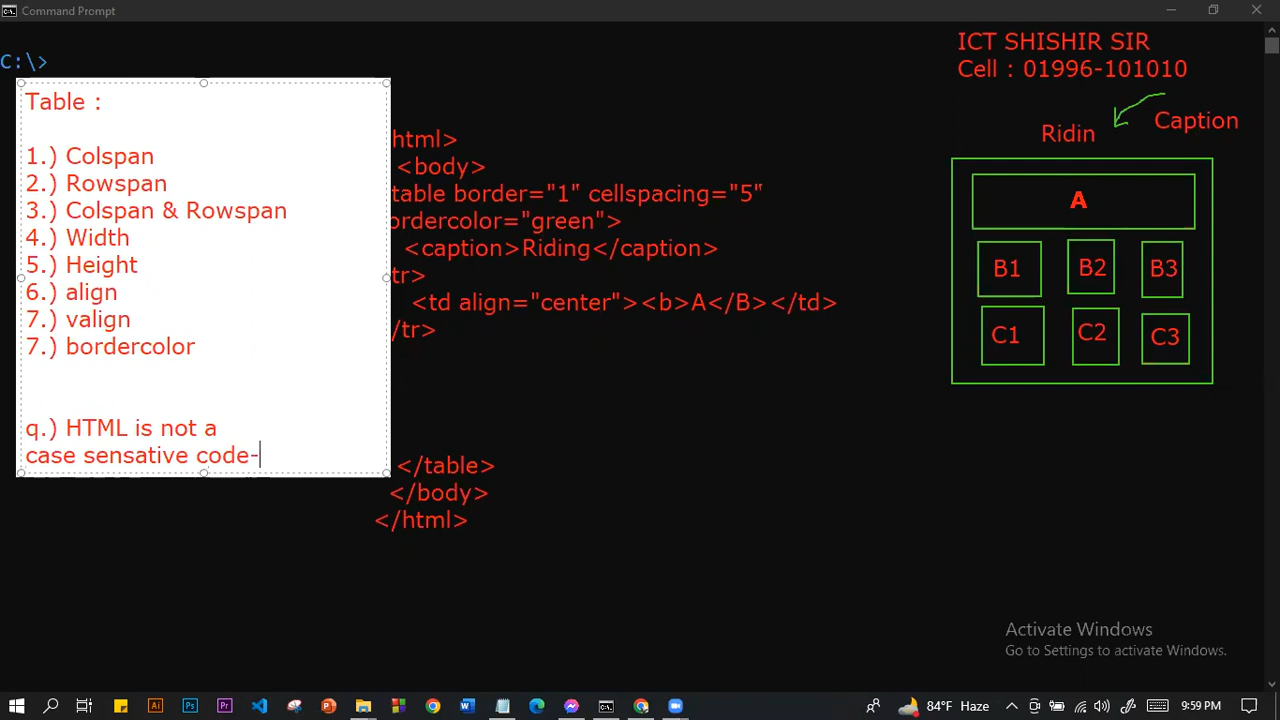 Command Prompt
C:\>
Table :
1.) Colspan
2.) Rowspan
3.) Colspan & Rowspan
4.) Width
5.) Height
6.) align
7.) valign
7.) bordercolor
q.) HTML is not a
case sensative code-
html>
<body>
table border="1" cellspacing="5"
ordercolor="green">
<caption>Riding</caption>
tr>
<td align="center"><b>A</B></td>
/tr>
</table>
</body>
</html>
ICT SHISHIR SIR
Cell : 01996-101010
Ridin
Caption
A
B1 B2 B3
C1 C2 C3
Activate Windows
Go to Settings to activate Windows.
84°F Haze
9:59 PM